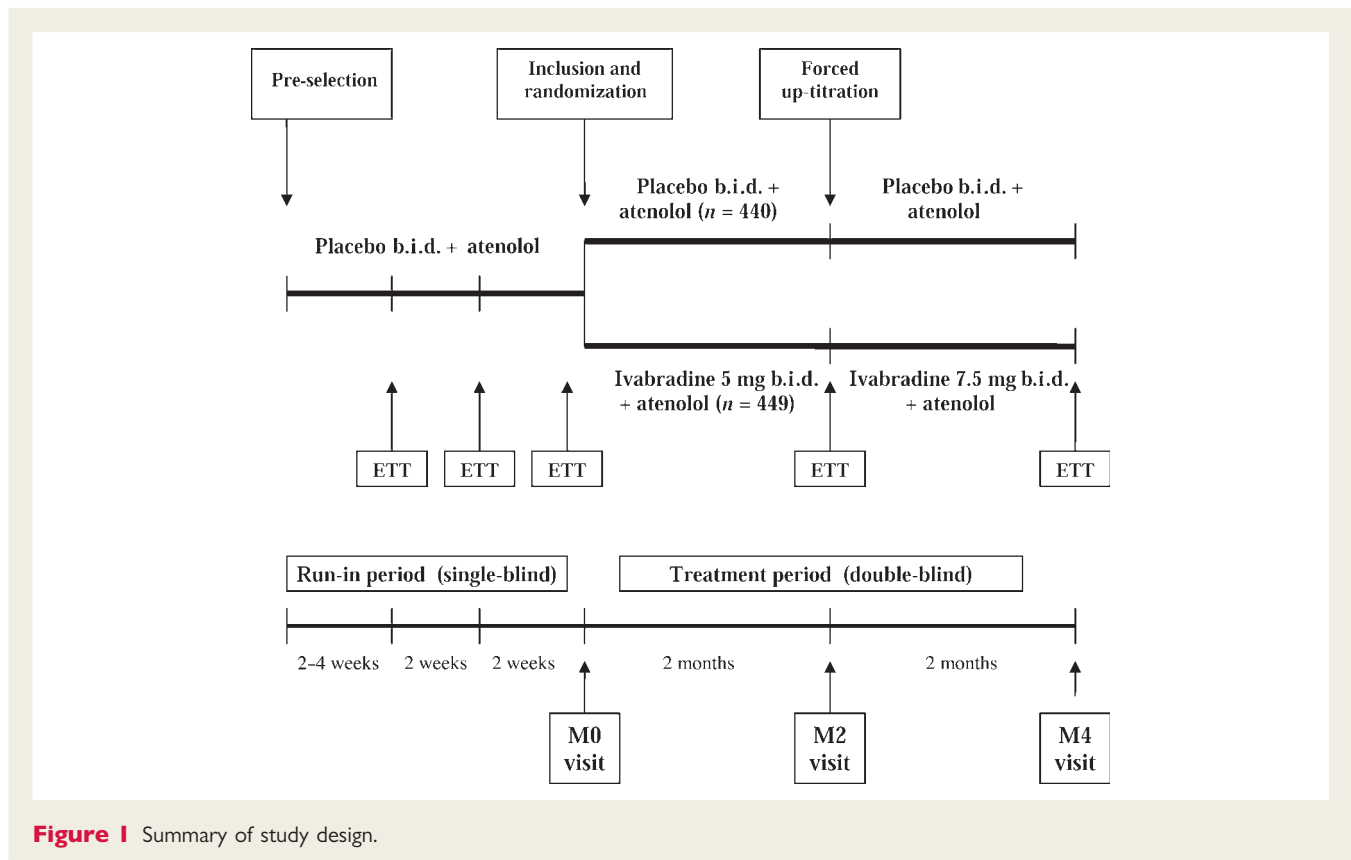 Pre-selection
Inclusion and
randomization
Forced
up-titration
Placebo b.i.d. +
atenolol (n = 440)
Placebo b.i.d. +
atenolol
Placebo b.i.d. + atenolol
Ivabradine 5 mg b.i.d.
+ atenolol (n = 449)
Ivabradine 7.5 mg b.i.d.
+ atenolol
ETT
ETT
ETT
ETT
ETT
Run-in period (single-blind)
Treatment period (double-blind)
2–4 weeks
2 weeks
2 weeks
2 months
2 months
M0
visit
M2
visit
M4
visit
Figure 1 Summary of study design.